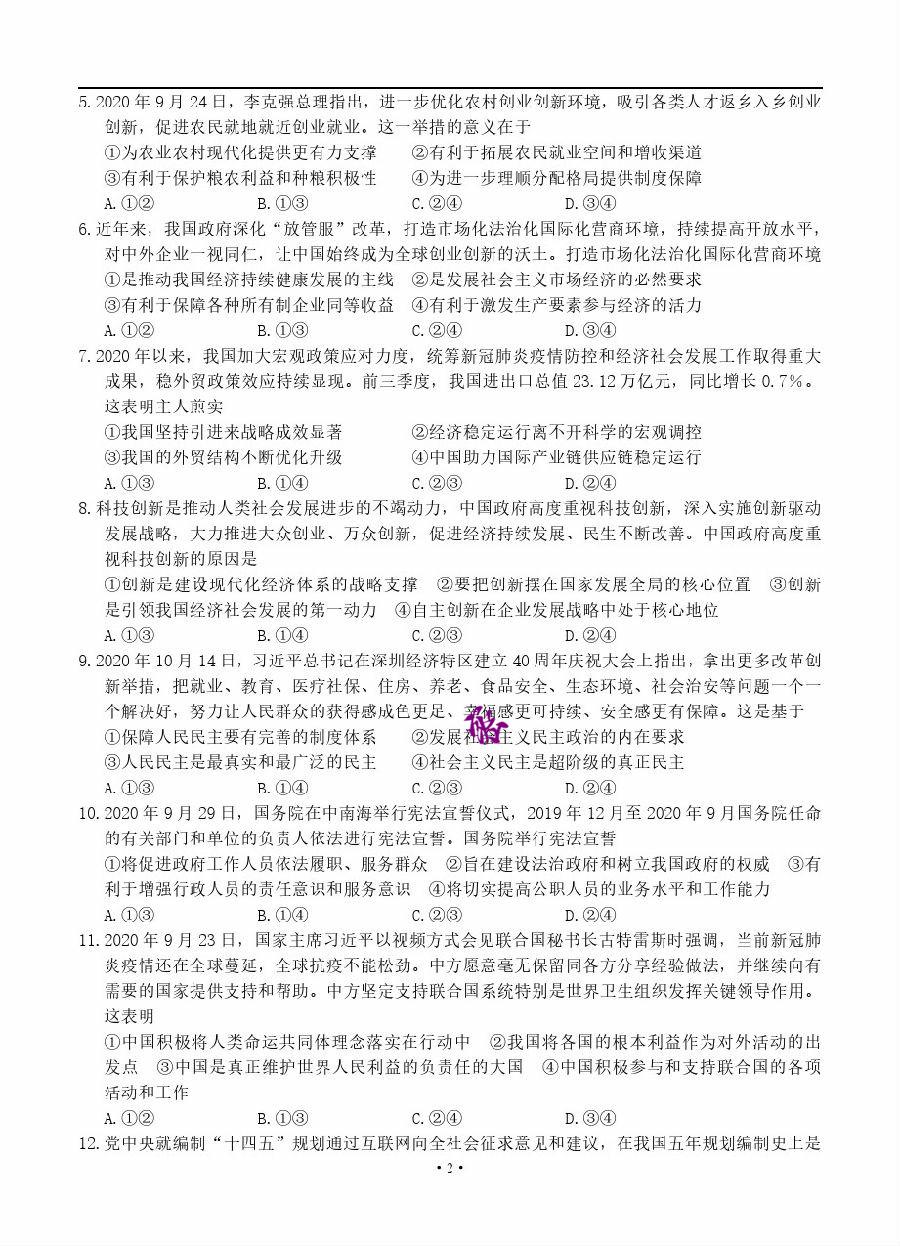 5. 2020 年 9 月 24 日，李克强总理指出，进一步优化农村创业创新环境，吸引各类人才返乡入乡创业
创新，促进农民就地就近创业就业。这一举措的意义在于
①为农业农村现代化提供更有力支撑 ②有利于拓展农民就业空间和增收渠道
③有利于保护粮农利益和种粮积极性 ④为进一步理顺分配格局提供制度保障
A. ①② B. ①③ C. ②④ D. ③④
6. 近年来，我国政府深化“放管服”改革，打造市场化法治化国际化营商环境，持续提高开放水平，
对中外企业一视同仁，让中国始终成为全球创业创新的沃土。打造市场化法治化国际化营商环境
①是推动我国经济持续健康发展的主线 ②是发展社会主义市场经济的必然要求
③有利于保障各种所有制企业同等收益 ④有利于激发生产要素参与经济的活力
A. ①② B. ①③ C. ②④ D. ③④
7. 2020 年以来，我国加大宏观政策应对力度，统筹新冠肺炎疫情防控和经济社会发展工作取得重大
成果，稳外贸政策效应持续显现。前三季度，我国进出口总值 23.12 万亿元，同比增长 0.7%。
这表明主人煎实
①我国坚持引进来战略成效显著 ②经济稳定运行离不开科学的宏观调控
③我国的外贸结构不断优化升级 ④中国助力国际产业链供应链稳定运行
A. ①③ B. ①④ C. ②③ D. ②④
8. 科技创新是推动人类社会发展进步的不竭动力，中国政府高度重视科技创新，深入实施创新驱动
发展战略，大力推进大众创业、万众创新，促进经济持续发展、民生不断改善。中国政府高度重
视科技创新的原因是
①创新是建设现代化经济体系的战略支撑 ②要把创新摆在国家发展全局的核心位置 ③创新
是引领我国经济社会发展的第一动力 ④自主创新在企业发展战略中处于核心地位
A. ①③ B. ①④ C. ②③ D. ②④
9. 2020 年 10 月 14 日，习近平总书记在深圳经济特区建立 40 周年庆祝大会上指出，拿出更多改革创
新举措，把就业、教育、医疗社保、住房、养老、食品安全、生态环境、社会治安等问题一个一
个解决好，努力让人民群众的获得感成色更足、幸福感更可持续、安全感更有保障。这是基于
①保障人民民主要有完善的制度体系 ②发展社会主义民主政治的内在要求
③人民民主是最真实和最广泛的民主 ④社会主义民主是超阶级的真正民主
A. ①③ B. ①④ C. ②③ D. ②④
10. 2020 年 9 月 29 日，国务院在中南海举行宪法宣誓仪式，2019 年 12 月至 2020 年 9 月国务院任命
的有关部门和单位的负责人依法进行宪法宣誓。国务院举行宪法宣誓
①将促进政府工作人员依法履职、服务群众 ②旨在建设法治政府和树立我国政府的权威 ③有
利于增强行政人员的责任意识和服务意识 ④将切实提高公职人员的业务水平和工作能力
A. ①③ B. ①④ C. ②③ D. ②④
11. 2020 年 9 月 23 日，国家主席习近平以视频方式会见联合国秘书长古特雷斯时强调，当前新冠肺
炎疫情还在全球蔓延，全球抗疫不能松劲。中方愿意毫无保留同各方分享经验做法，并继续向有
需要的国家提供支持和帮助。中方坚定支持联合国系统特别是世界卫生组织发挥关键领导作用。
这表明
①中国积极将人类命运共同体理念落实在行动中 ②我国将各国的根本利益作为对外活动的出
发点 ③中国是真正维护世界人民利益的负责任的大国 ④中国积极参与和支持联合国的各项
活动和工作
A. ①② B. ①③ C. ②④ D. ③④
12. 党中央就编制“十四五”规划通过互联网向全社会征求意见和建议，在我国五年规划编制史上是
• 2 •